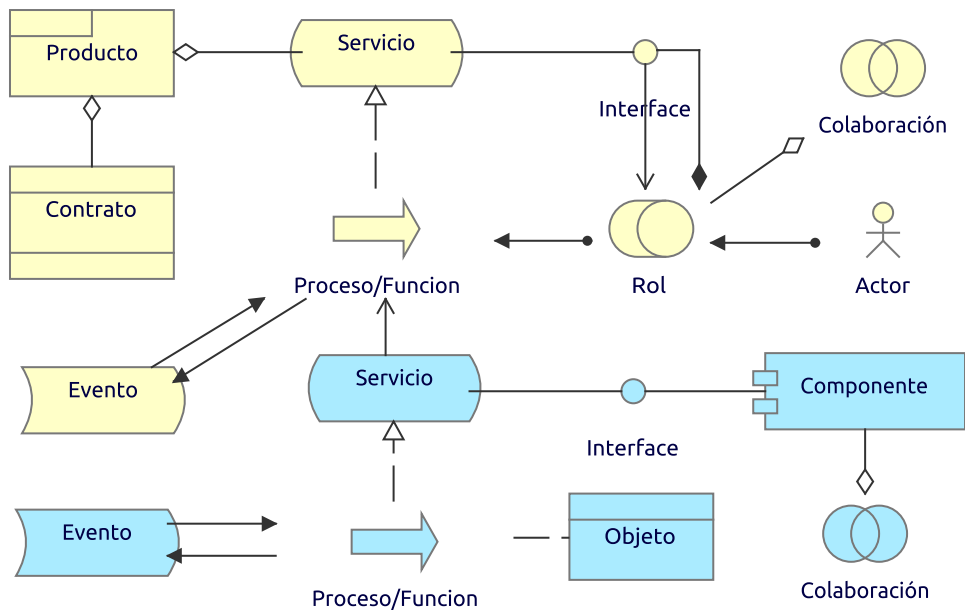 Producto
Servicio
Interface
Colaboración
Contrato
Proceso/Funcion
Rol
Actor
Evento
Servicio
Componente
Interface
Evento
Objeto
Proceso/Funcion
Colaboración